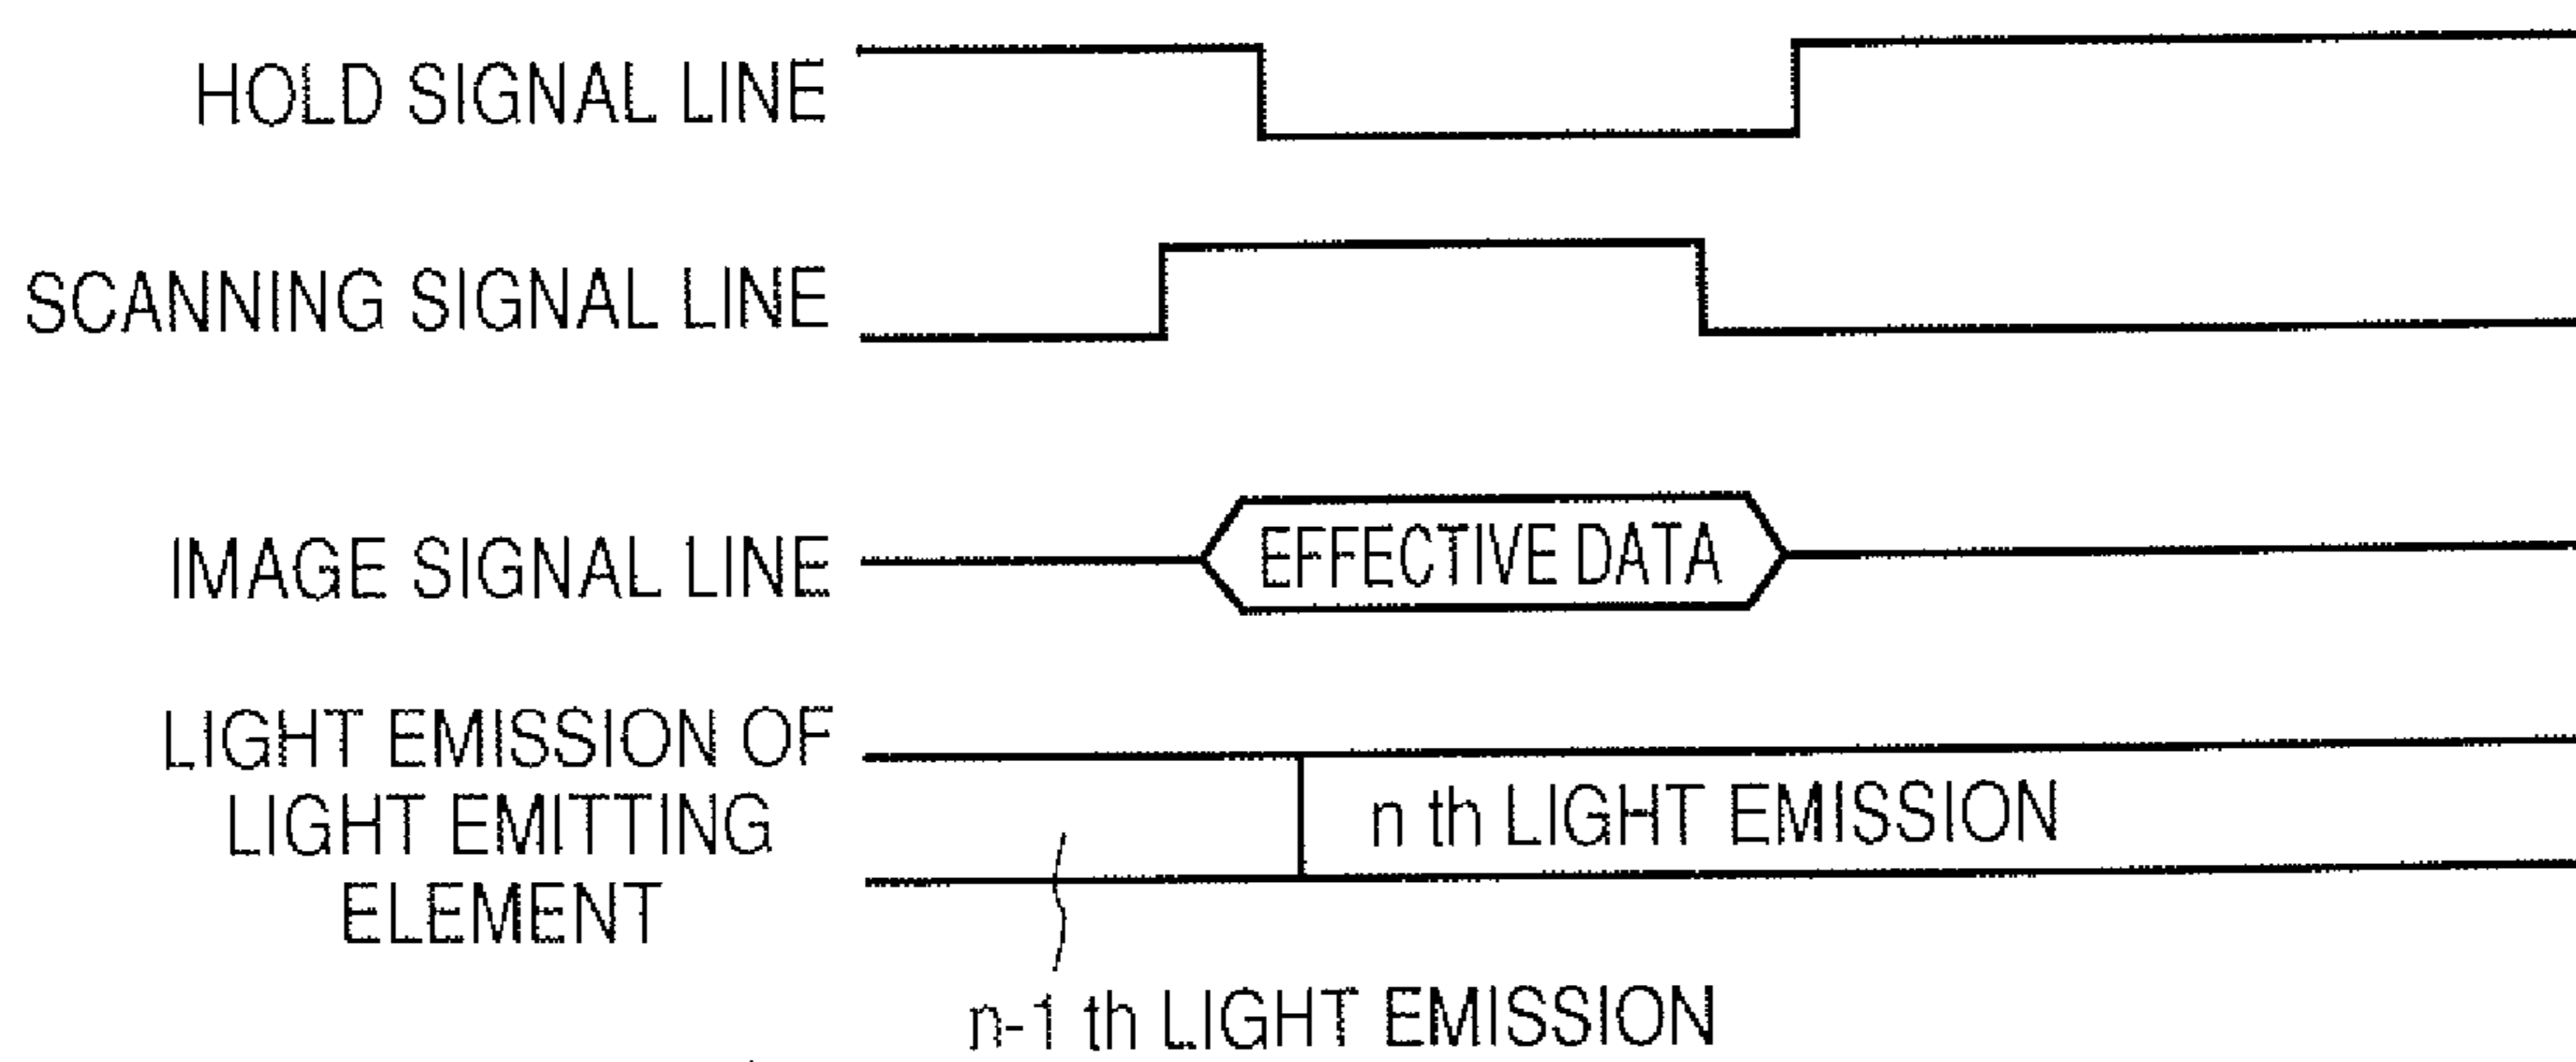 HOLD SIGNAL LINE
SCANNING SIGNAL LINE
IMAGE SIGNAL LINE
EFFECTIVE DATA
LIGHT EMISSION OF
LIGHT EMITTING
ELEMENT
n th LIGHT EMISSION
n-1 th LIGHT EMISSION